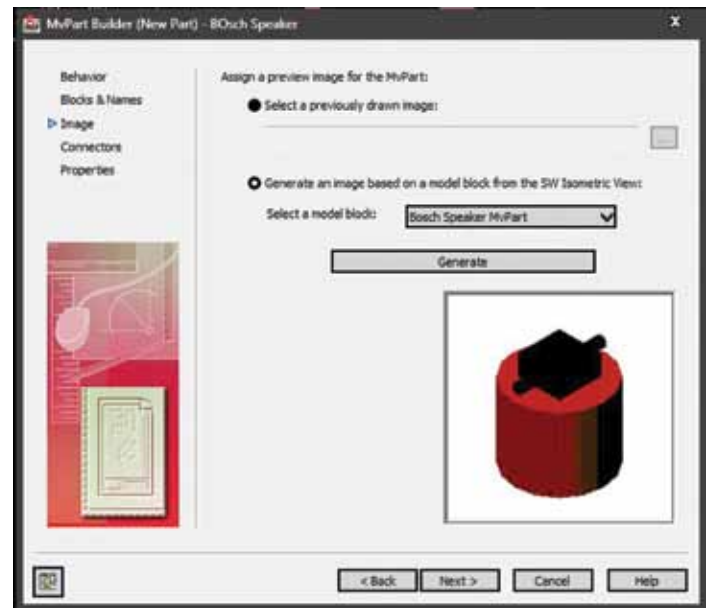 MvPart Builder (New Part) - BOsch Speaker
x
Behavior
Blocks & Names
Image
Connectors
Properties
Assign a preview image for the MvPart:
Select a previously drawn image:
...
Generate an image based on a model block from the SW Isometric View:
Select a model block:
Bosch Speaker MvPart
Generate
< Back
Next >
Cancel
Help